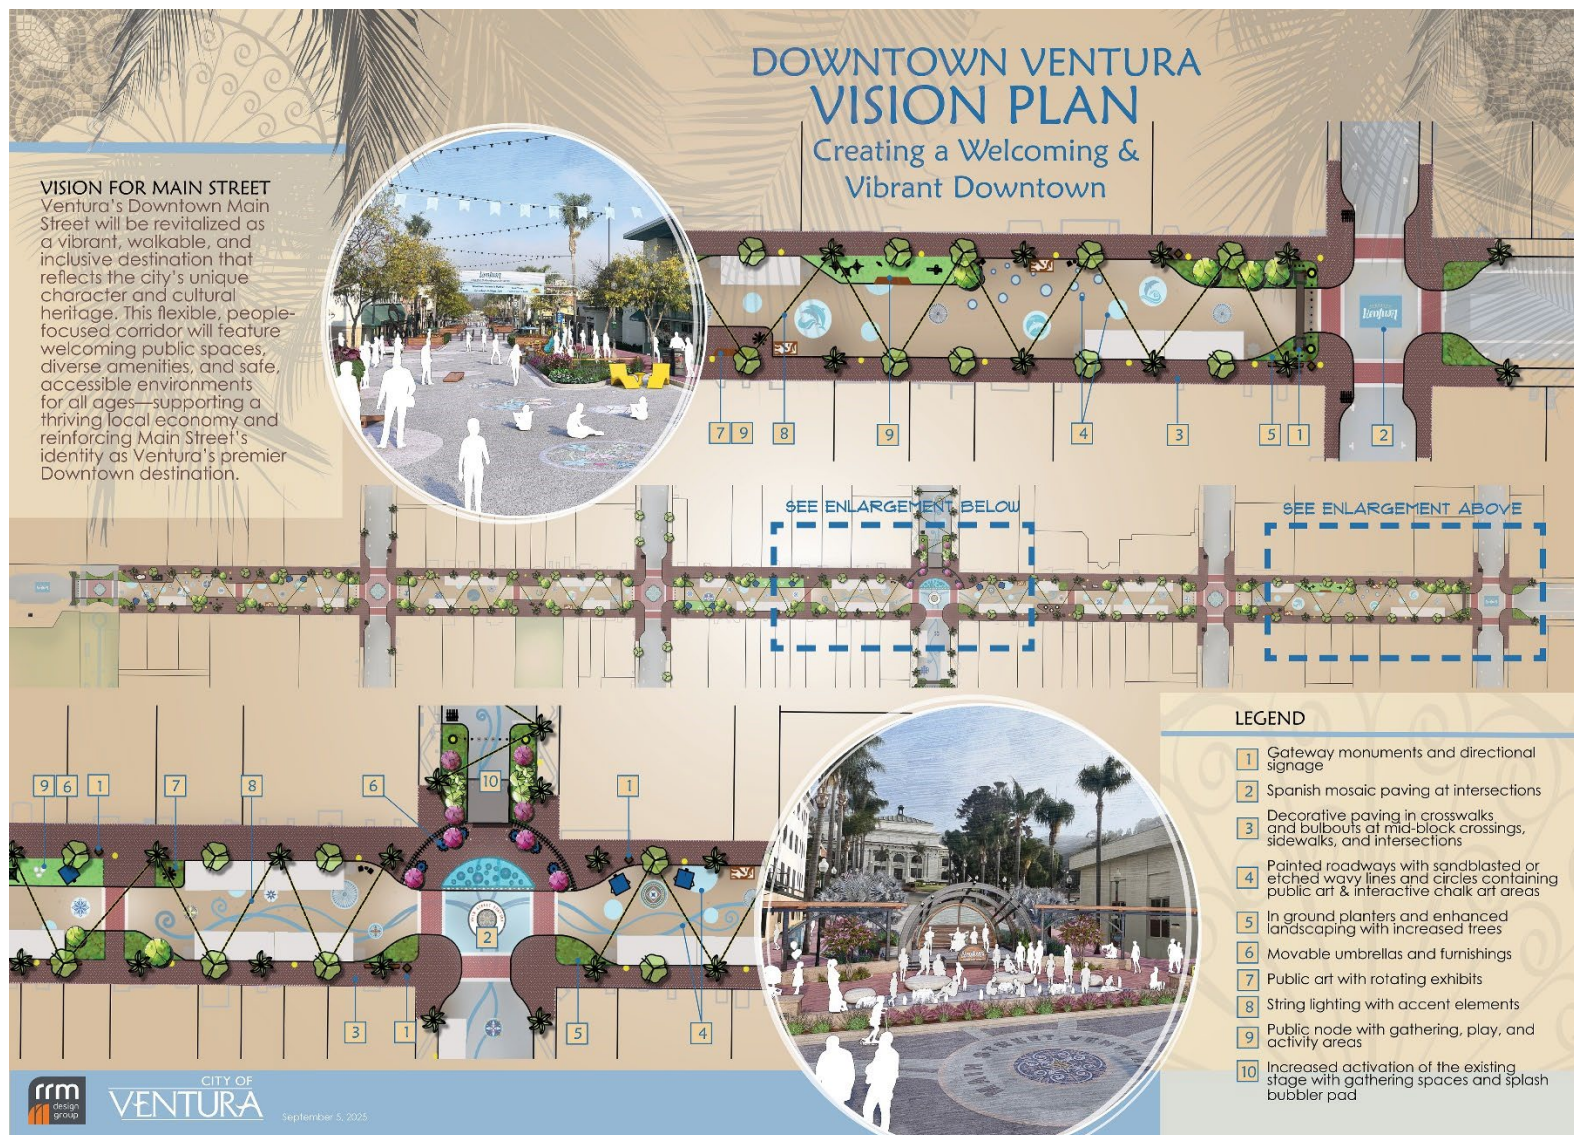 DOWNTOWN VENTURA
VISION PLAN
Creating a Welcoming &
Vibrant Downtown
VISION FOR MAIN STREET
Ventura's Downtown Main
Street will be revitalized as
a vibrant, walkable, and
inclusive destination that
reflects the city's unique
character and cultural
heritage. This flexible, people-
focused corridor will feature
welcoming public spaces,
diverse amenities, and safe,
accessible environments
for all ages—supporting a
thriving local economy and
reinforcing Main Street's
identity as Ventura's premier
Downtown destination.
7 9 8 9 4 3 5 1 2
SEE ENLARGEMENT BELOW
SEE ENLARGEMENT ABOVE
9 6 1 7 8 6 10 1
2
3 1 5 4
LEGEND
1 Gateway monuments and directional
signage
2 Spanish mosaic paving at intersections
3 Decorative paving in crosswalks
and bulbouts at mid-block crossings,
sidewalks, and intersections
4 Painted roadways with sandblasted or
etched wavy lines and circles containing
public art & interactive chalk art areas
5 In ground planters and enhanced
landscaping with increased trees
6 Movable umbrellas and furnishings
7 Public art with rotating exhibits
8 String lighting with accent elements
9 Public node with gathering, play, and
activity areas
10 Increased activation of the existing
stage with gathering spaces and splash
bubbler pad
rrm
design
group
CITY OF
VENTURA
September 5, 2025